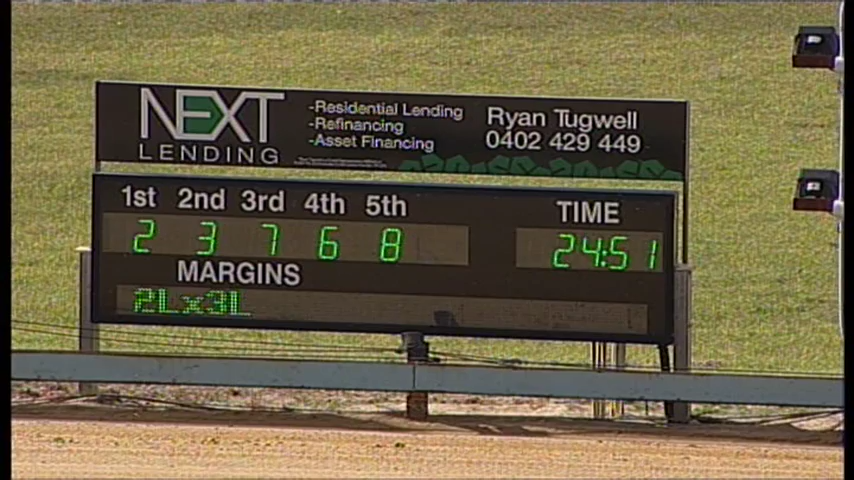 NEXT
LENDING
-Residential Lending
-Refinancing
-Asset Financing
Ryan Tugwell
0402 429 449
1st 2nd 3rd 4th 5th TIME
2 3 7 6 8 24:51
MARGINS
2Lx3L